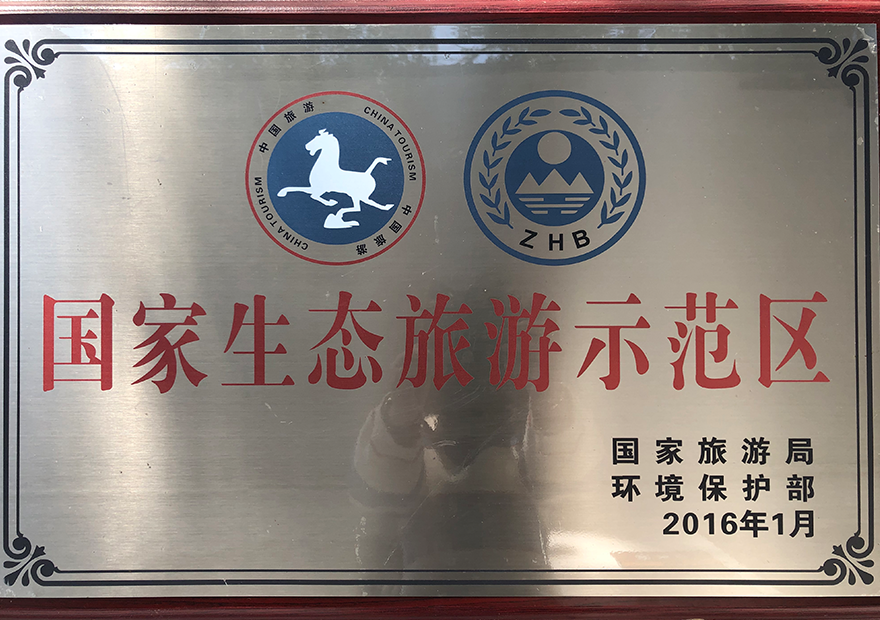 中国旅游 CHINA TOURISM 中国旅游 CHINA TOURISM
ZHB
国家生态旅游示范区
国家旅游局
环境保护部
2016年1月